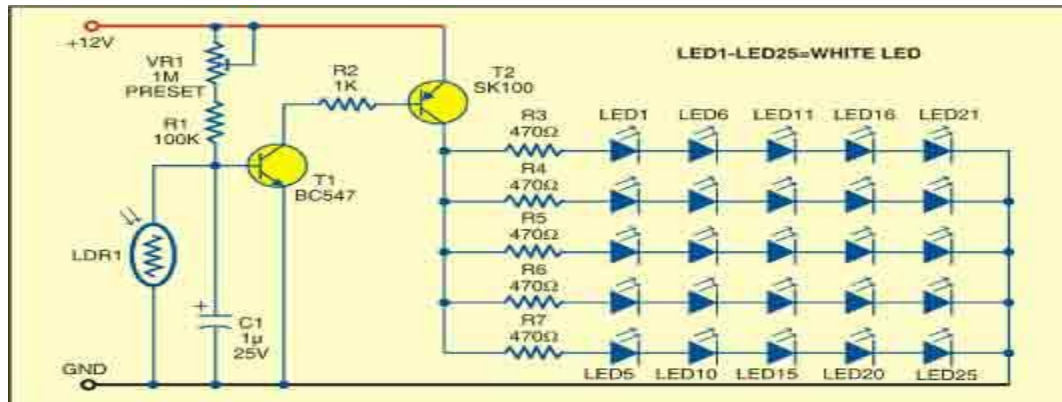 +12V
VR1
1M
PRESET
R1
100K
R2
1K
T2
SK100
T1
BC547
LDR1
C1
1µ
25V
+
GND
LED1-LED25=WHITE LED
R3
470Ω
LED1 LED6 LED11 LED16 LED21
R4
470Ω
R5
470Ω
R6
470Ω
R7
470Ω
LED5 LED10 LED15 LED20 LED25